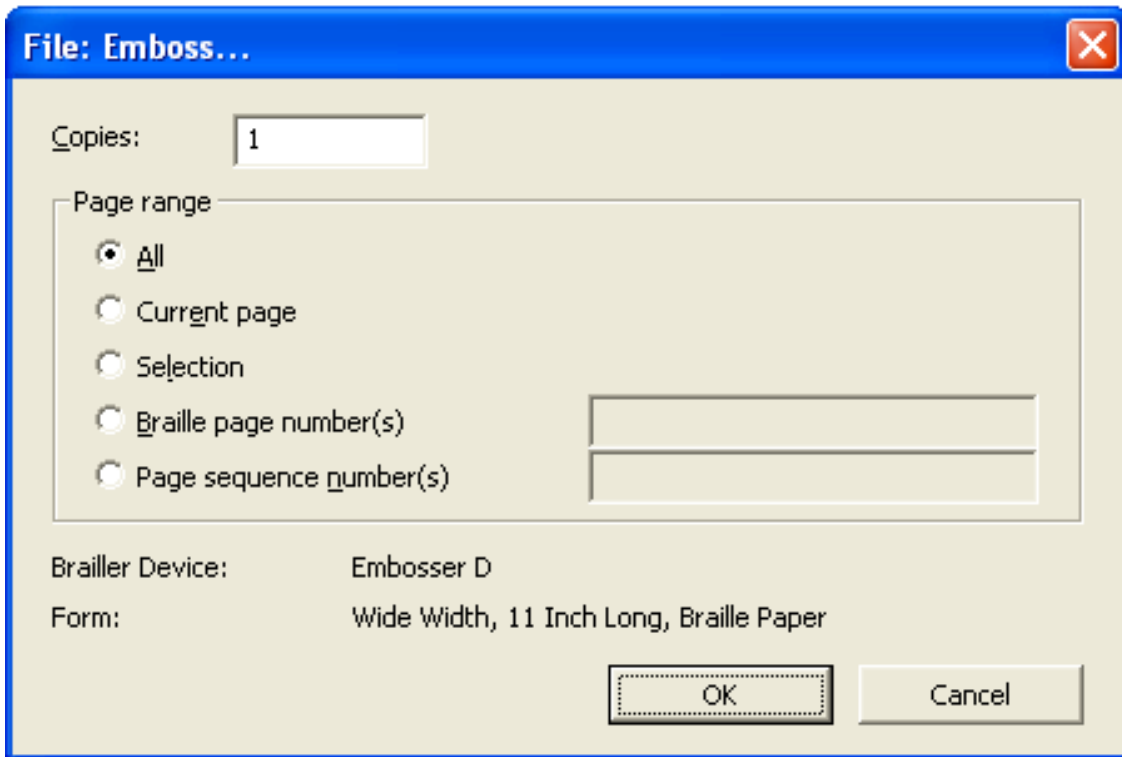 File: Emboss...
Copies: 1
Page range
All
Current page
Selection
Braille page number(s)
Page sequence number(s)
Brailler Device: Embosser D
Form: Wide Width, 11 Inch Long, Braille Paper
OK Cancel